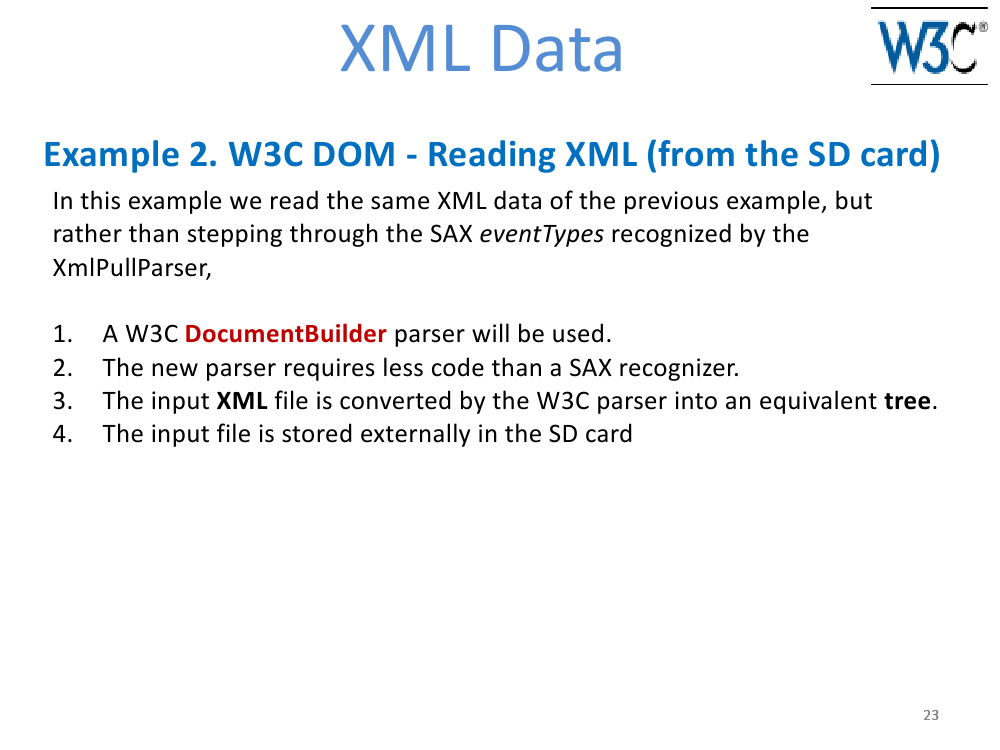 XML Data
W3C®
Example 2. W3C DOM - Reading XML (from the SD card)
In this example we read the same XML data of the previous example, but
rather than stepping through the SAX eventTypes recognized by the
XmlPullParser,
1. A W3C DocumentBuilder parser will be used.
2. The new parser requires less code than a SAX recognizer.
3. The input XML file is converted by the W3C parser into an equivalent tree.
4. The input file is stored externally in the SD card
23